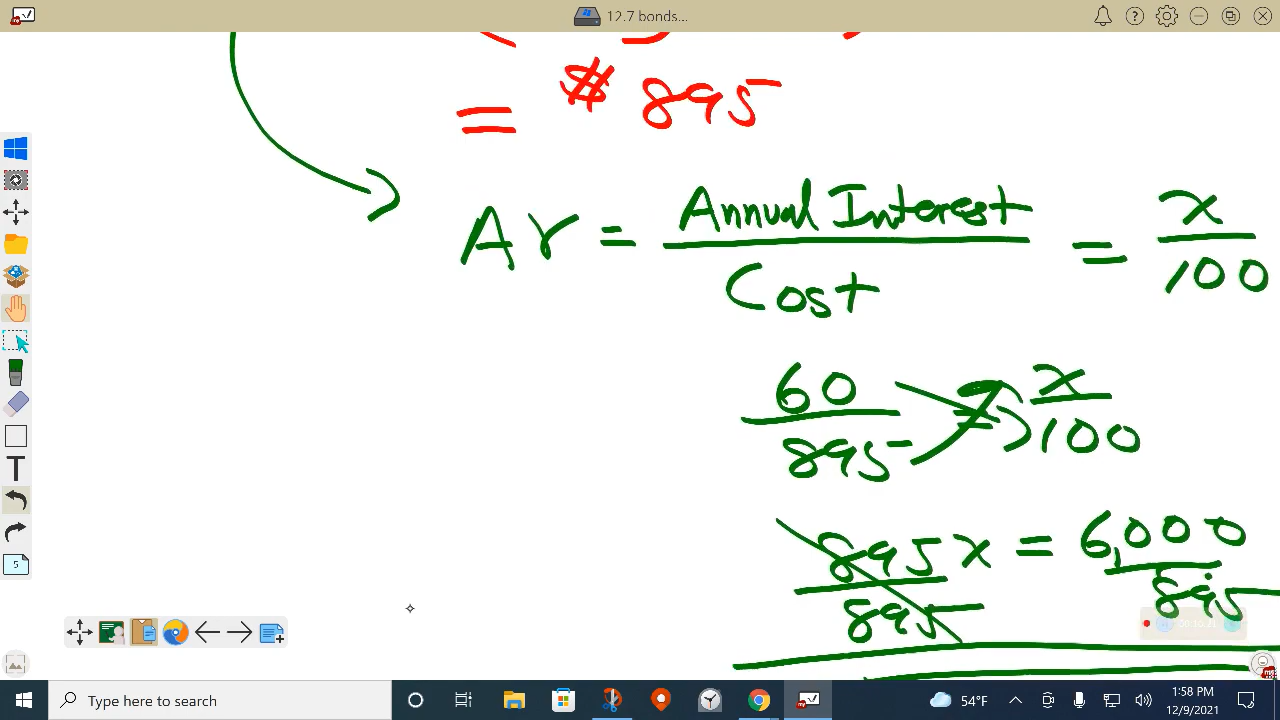 12.7 bonds...
= $ 895
Ar = Annual Interest / Cost = x / 100
60 / 895 = x / 100
895x / 895 = 6,000 / 895
T
5
Type here to search
54°F
1:58 PM
12/9/2021